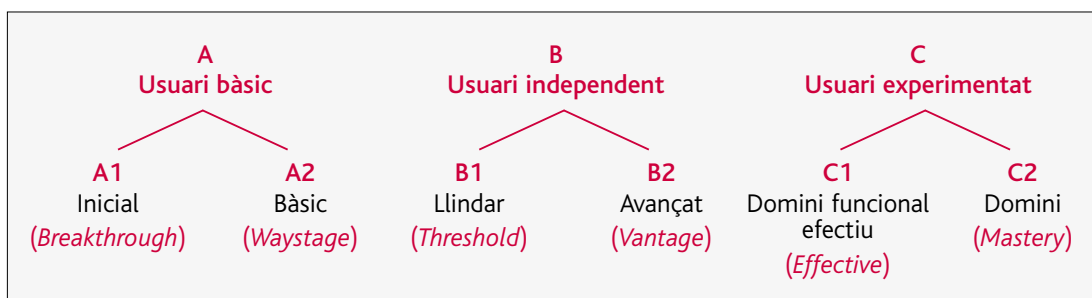 A
Usuari bàsic
B
Usuari independent
C
Usuari experimentat
A1
Inicial
(Breakthrough)
A2
Bàsic
(Waystage)
B1
Llindar
(Threshold)
B2
Avançat
(Vantage)
C1
Domini funcional
efectiu
(Effective)
C2
Domini
(Mastery)